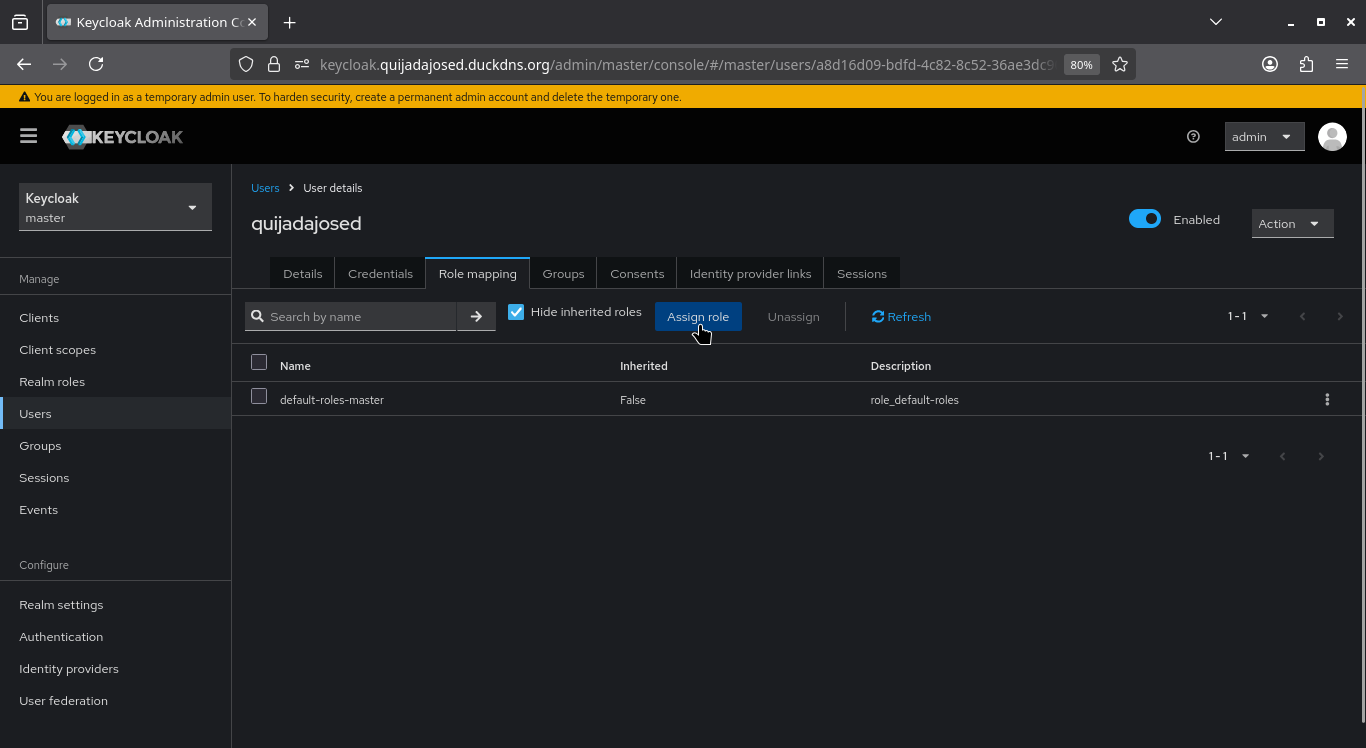 Keycloak Administration Co
keycloak.quijadajosed.duckdns.org/admin/master/console/#/master/users/a8d16d09-bdfd-4c82-8c52-36ae3dc9
80%
You are logged in as a temporary admin user. To harden security, create a permanent admin account and delete the temporary one.
KEYCLOAK
admin
Keycloak
master
Manage
Clients
Client scopes
Realm roles
Users
Groups
Sessions
Events
Configure
Realm settings
Authentication
Identity providers
User federation
Users > User details
quijadajosed
Enabled
Action
Details Credentials Role mapping Groups Consents Identity provider links Sessions
Search by name
Hide inherited roles
Assign role
Unassign
Refresh
1-1
Name Inherited Description
default-roles-master False role_default-roles
1-1